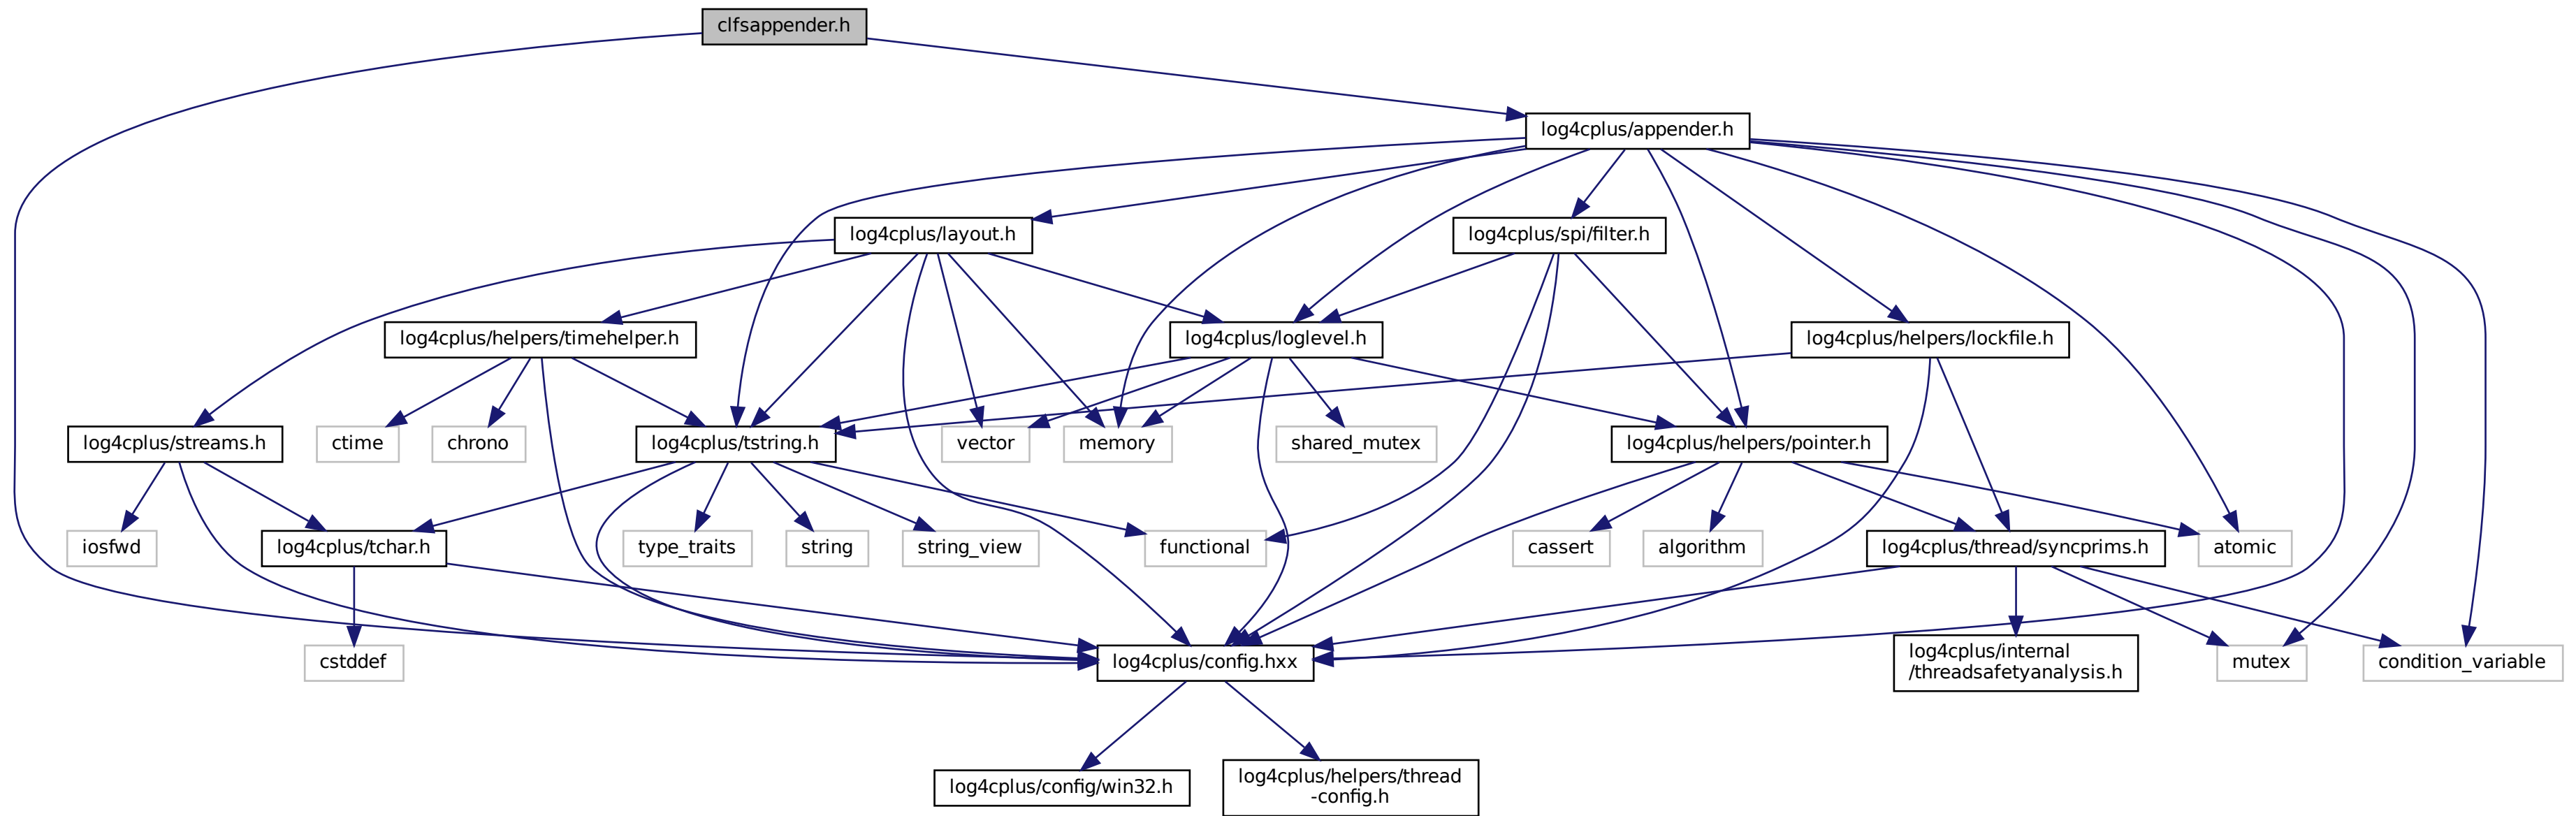 clfsappender.h
log4cplus/appender.h
log4cplus/layout.h
log4cplus/spi/filter.h
log4cplus/helpers/timehelper.h
log4cplus/loglevel.h
log4cplus/helpers/lockfile.h
log4cplus/streams.h
ctime
chrono
log4cplus/tstring.h
vector
memory
shared_mutex
log4cplus/helpers/pointer.h
iosfwd
log4cplus/tchar.h
type_traits
string
string_view
functional
cassert
algorithm
log4cplus/thread/syncprims.h
atomic
cstddef
log4cplus/config.hxx
log4cplus/internal
/threadsafetyanalysis.h
mutex
condition_variable
log4cplus/config/win32.h
log4cplus/helpers/thread
-config.h